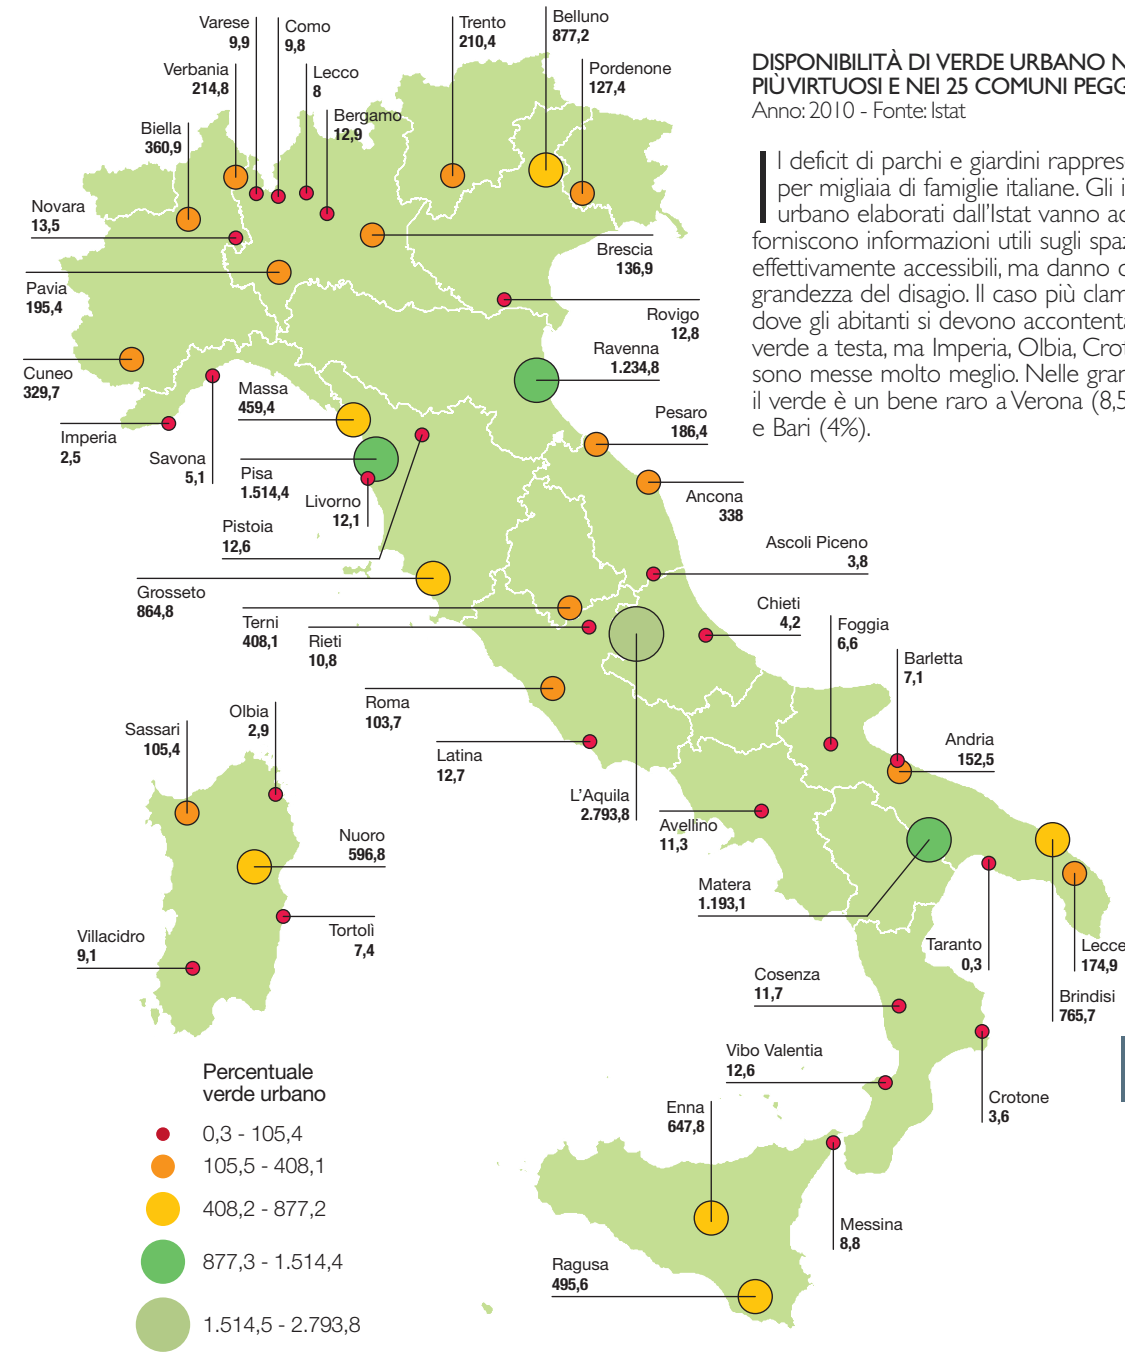 DISPONIBILITÀ DI VERDE URBANO
PIÙ VIRTUOSI E NEI 25 COMUNI
Anno: 2010 - Fonte: Istat
Il deficit di parchi e giardini
per migliaia di famiglie italiane. Gli
urbano elaborati dall'Istat vanno
forniscono informazioni utili sugli
effettivamente accessibili, ma danno
grandezza del disagio. Il caso più
dove gli abitanti si devono
verde a testa, ma Imperia, Olbia,
sono messe molto meglio. Nelle
il verde è un bene raro a Verona (8,5
e Bari (4%).
Varese
9,9
Como
9,8
Trento
210,4
Belluno
877,2
Verbania
214,8
Lecco
8
Pordenone
127,4
Bergamo
12,9
Biella
360,9
Novara
13,5
Brescia
136,9
Pavia
195,4
Rovigo
12,8
Ravenna
1.234,8
Cuneo
329,7
Massa
459,4
Pesaro
186,4
Imperia
2,5
Savona
5,1
Pisa
1.514,4
Livorno
12,1
Ancona
338
Pistoia
12,6
Ascoli Piceno
3,8
Grosseto
864,8
Chieti
4,2
Terni
408,1
Rieti
10,8
Foggia
6,6
Barletta
7,1
Roma
103,7
Olbia
2,9
Sassari
105,4
Andria
152,5
Latina
12,7
L'Aquila
2.793,8
Avellino
11,3
Nuoro
596,8
Matera
1.193,1
Tortolì
7,4
Villacidro
9,1
Taranto
0,3
Lecce
174,9
Cosenza
11,7
Brindisi
765,7
Vibo Valentia
12,6
Crotone
3,6
Enna
647,8
Messina
8,8
Ragusa
495,6
Percentuale
verde urbano
0,3 - 105,4
105,5 - 408,1
408,2 - 877,2
877,3 - 1.514,4
1.514,5 - 2.793,8